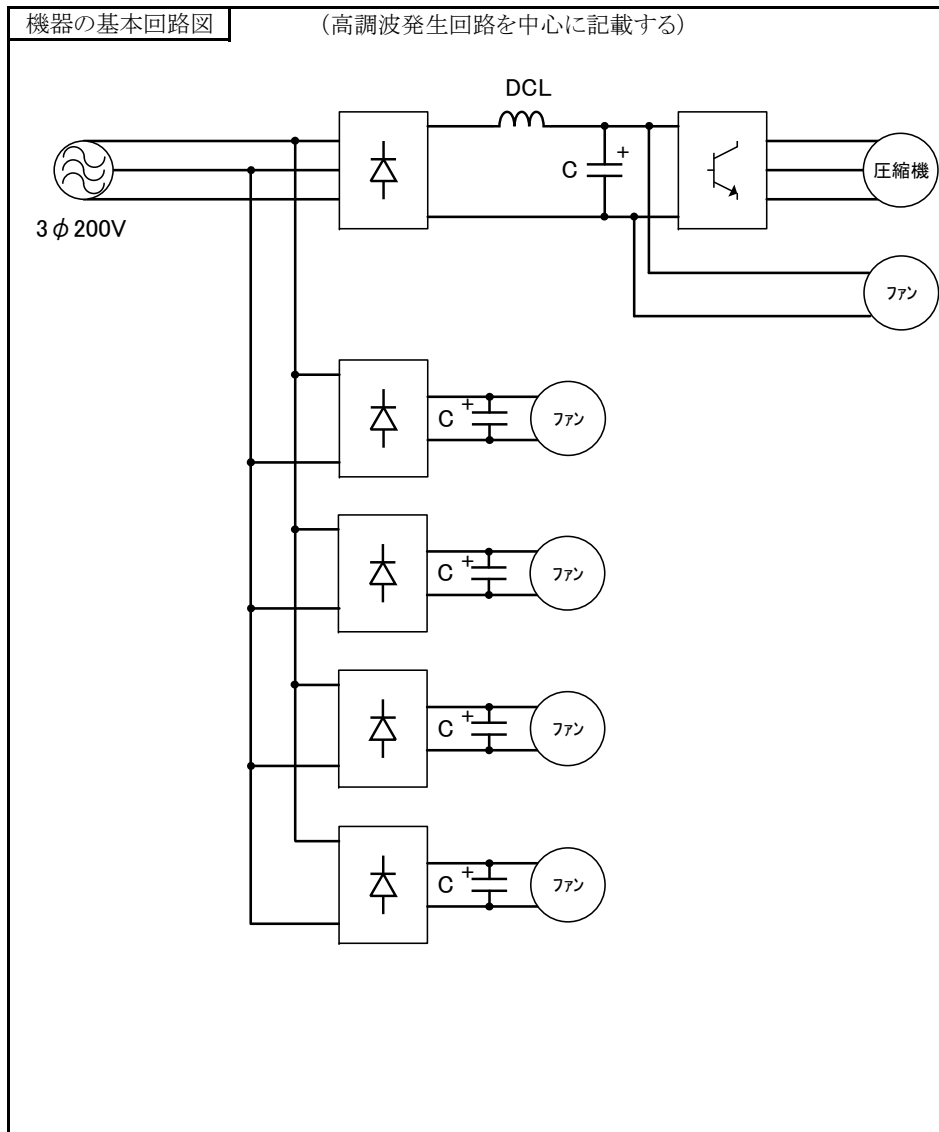 機器の基本回路図 (高調波発生回路を中心に記載する)
DCL
C +
圧縮機
3φ200V
ファン
C + ファン
C + ファン
C + ファン
C + ファン